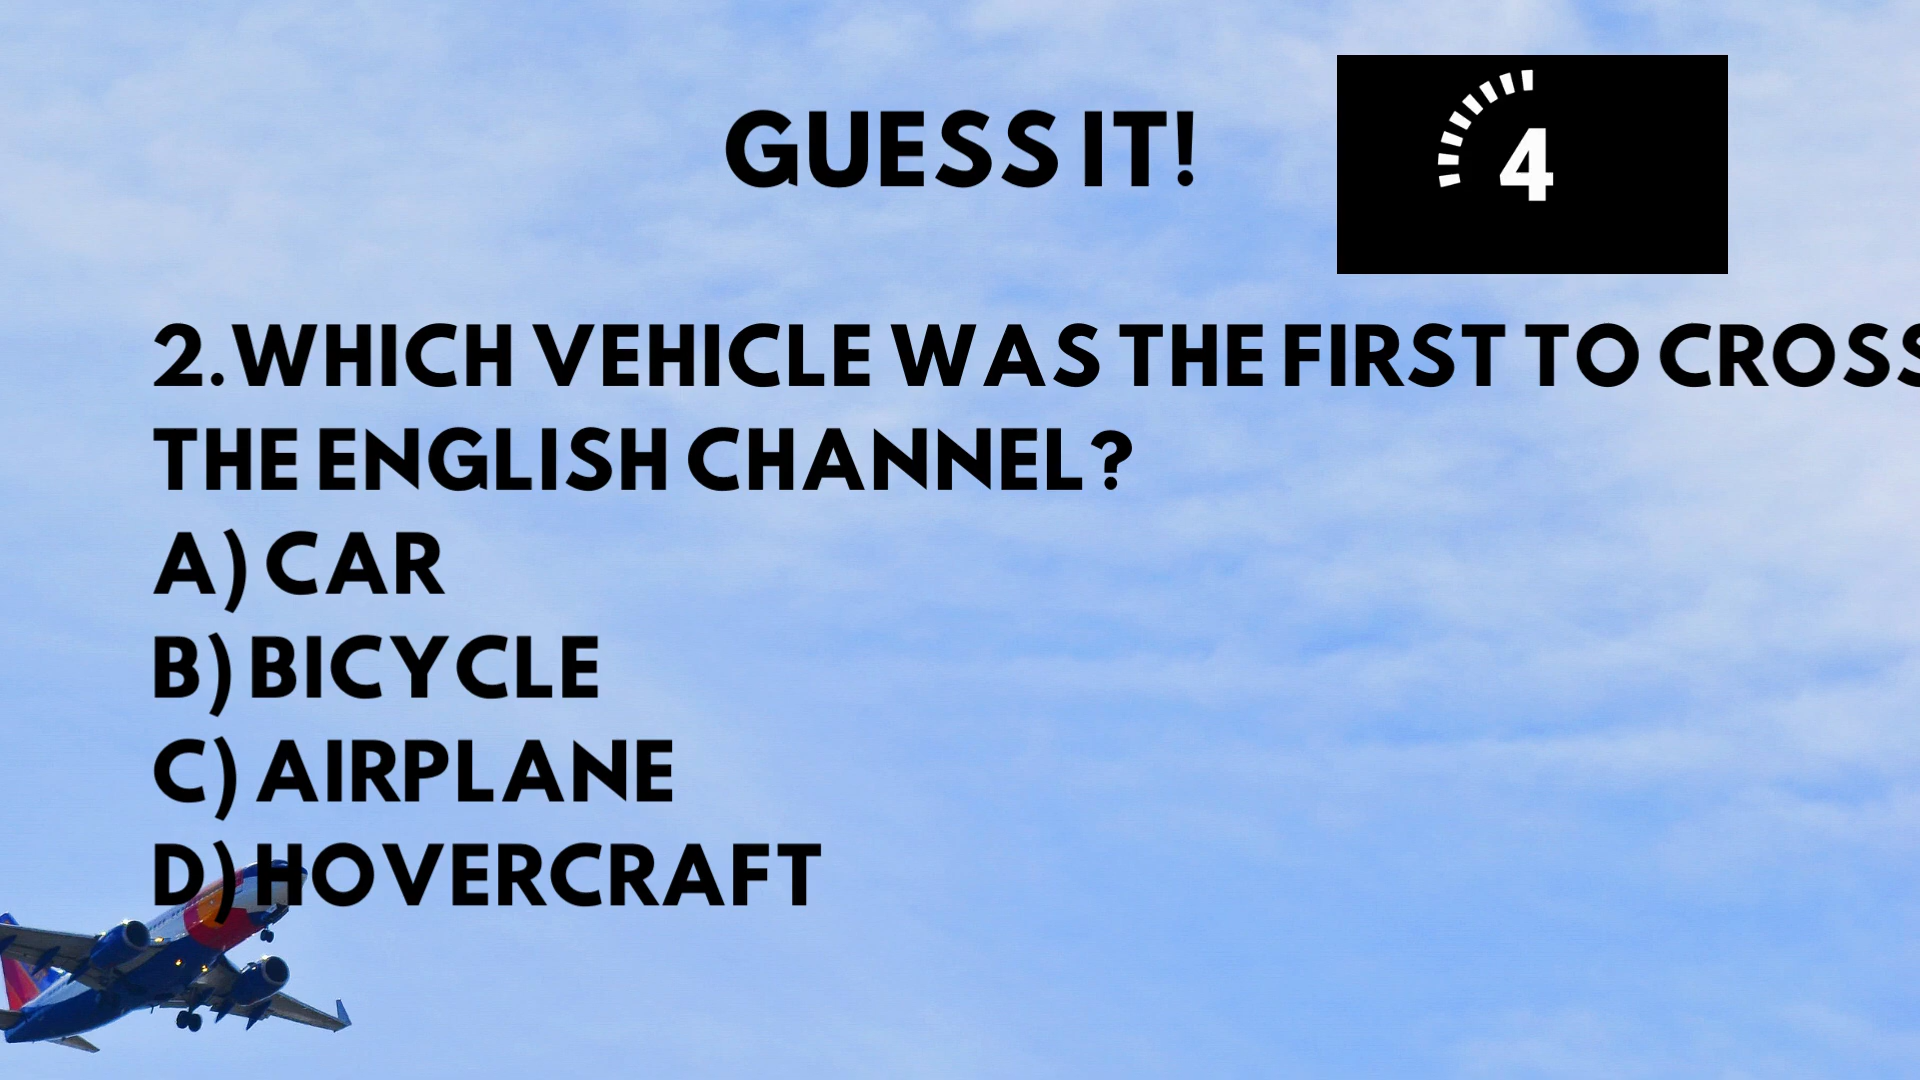 GUESS IT!
4
2.WHICH VEHICLE WAS THE FIRST TO CROSS
THE ENGLISH CHANNEL?
A) CAR
B) BICYCLE
C) AIRPLANE
D) HOVERCRAFT